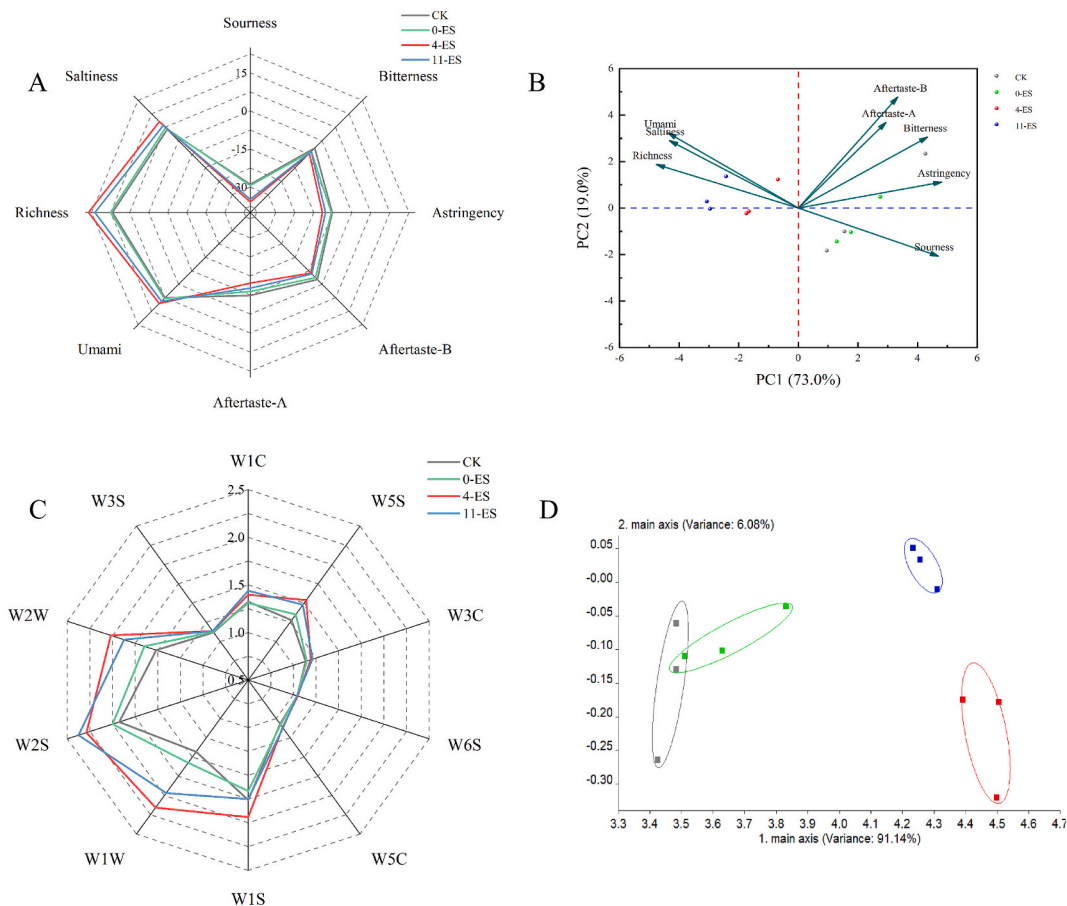 A
Sourness
Bitterness
Astringency
Aftertaste-B
Aftertaste-A
Umami
Richness
Saltiness
15
0
-15
-30
CK
0-ES
4-ES
11-ES
B
6
4
2
0
-2
-4
-6
PC2 (19.0%)
-6 -4 -2 0 2 4 6
PC1 (73.0%)
Aftertaste-B
Aftertaste-A
Bitterness
Astringency
Sourness
Umami
Saltiness
Richness
CK
0-ES
4-ES
11-ES
C
W1C
W5S
W3C
W6S
W5C
W1S
W1W
W2S
W2W
W3S
2.5
2.0
1.5
1.0
0.5
CK
0-ES
4-ES
11-ES
D
2. main axis (Variance: 6.08%)
0.05
-0.00
-0.05
-0.10
-0.15
-0.20
-0.25
-0.30
3.3 3.4 3.5 3.6 3.7 3.8 3.9 4.0 4.1 4.2 4.3 4.4 4.5 4.6 4.7
1. main axis (Variance: 91.14%)